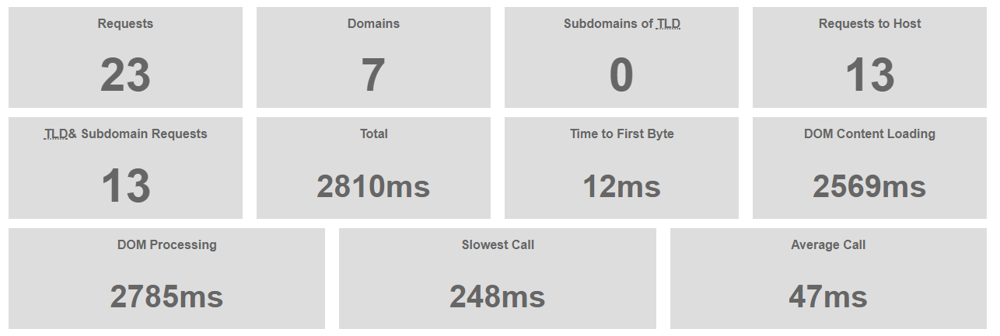 Requests
23
Domains
7
Subdomains of TLD
0
Requests to Host
13
TLD& Subdomain Requests
13
Total
2810ms
Time to First Byte
12ms
DOM Content Loading
2569ms
DOM Processing
2785ms
Slowest Call
248ms
Average Call
47ms